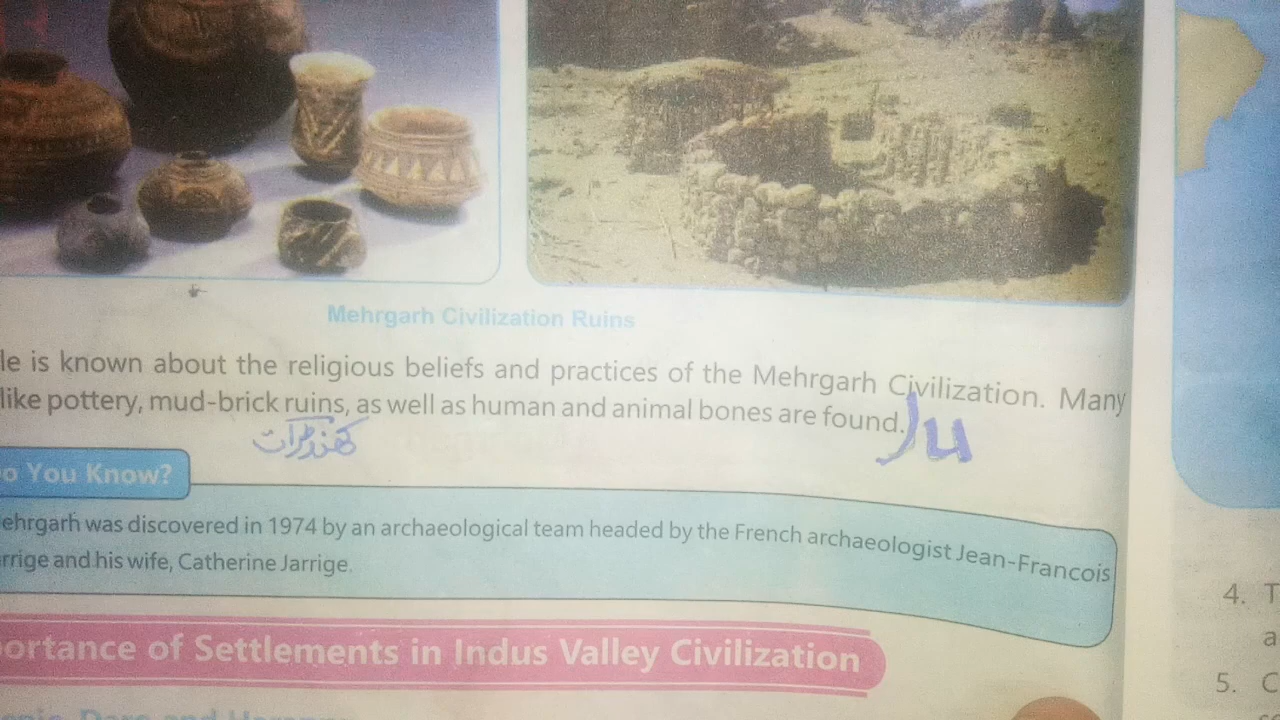 Mehrgarh Civilization Ruins
is known about the religious beliefs and practices of the Mehrgarh Civilization. Many
like pottery, mud-brick ruins, as well as human and animal bones are found.
کھنڈرات
You Know?
ehrgarh was discovered in 1974 by an archaeological team headed by the French archaeologist Jean-Francois
rrige and his wife, Catherine Jarrige.
ortance of Settlements in Indus Valley Civilization
4. T
a
5. C